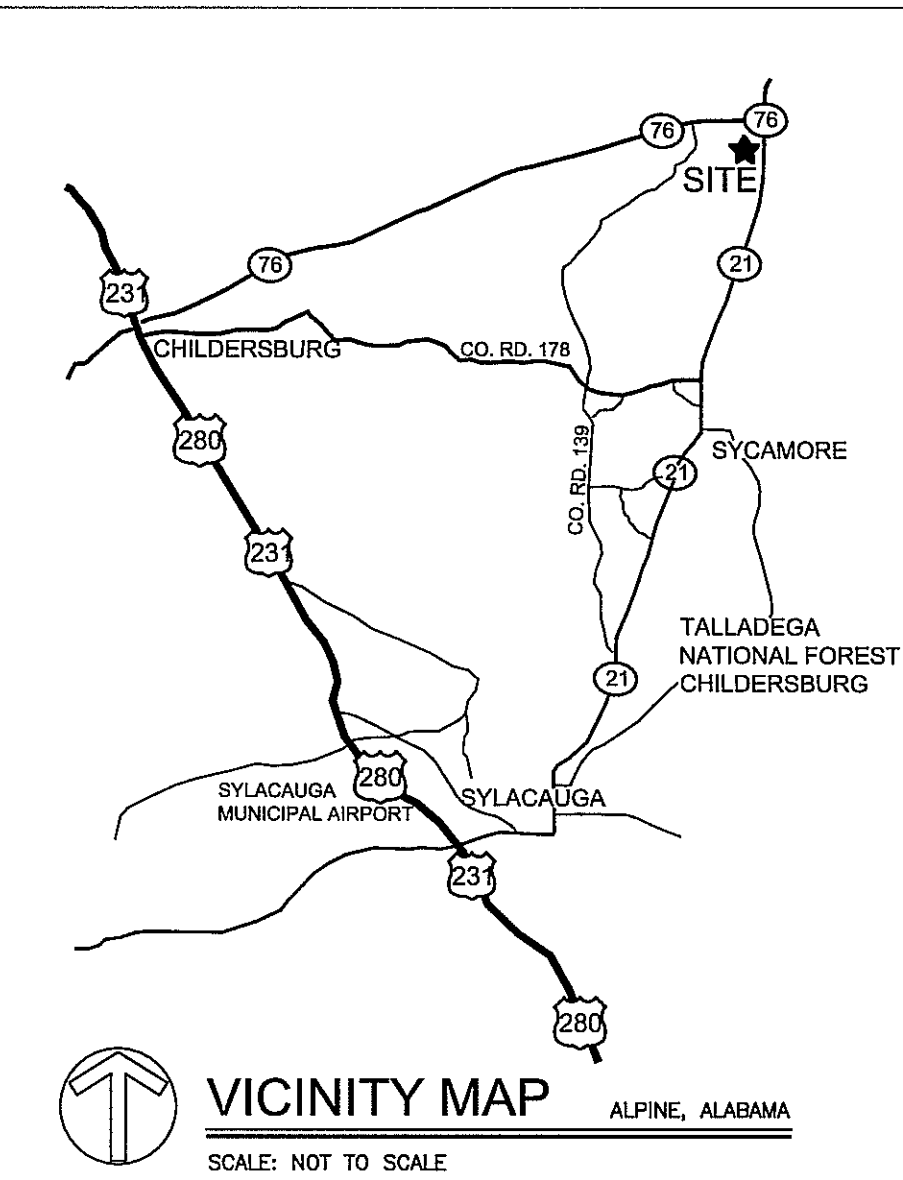 76
76
SITE
231
76
21
CHILDERSBURG
CO. RD. 178
280
CO. RD. 139
SYCAMORE
21
231
TALLADEGA
NATIONAL FOREST
CHILDERSBURG
21
280
SYLACAUGA
MUNICIPAL AIRPORT
SYLACAUGA
231
280
VICINITY MAP
ALPINE, ALABAMA
SCALE: NOT TO SCALE